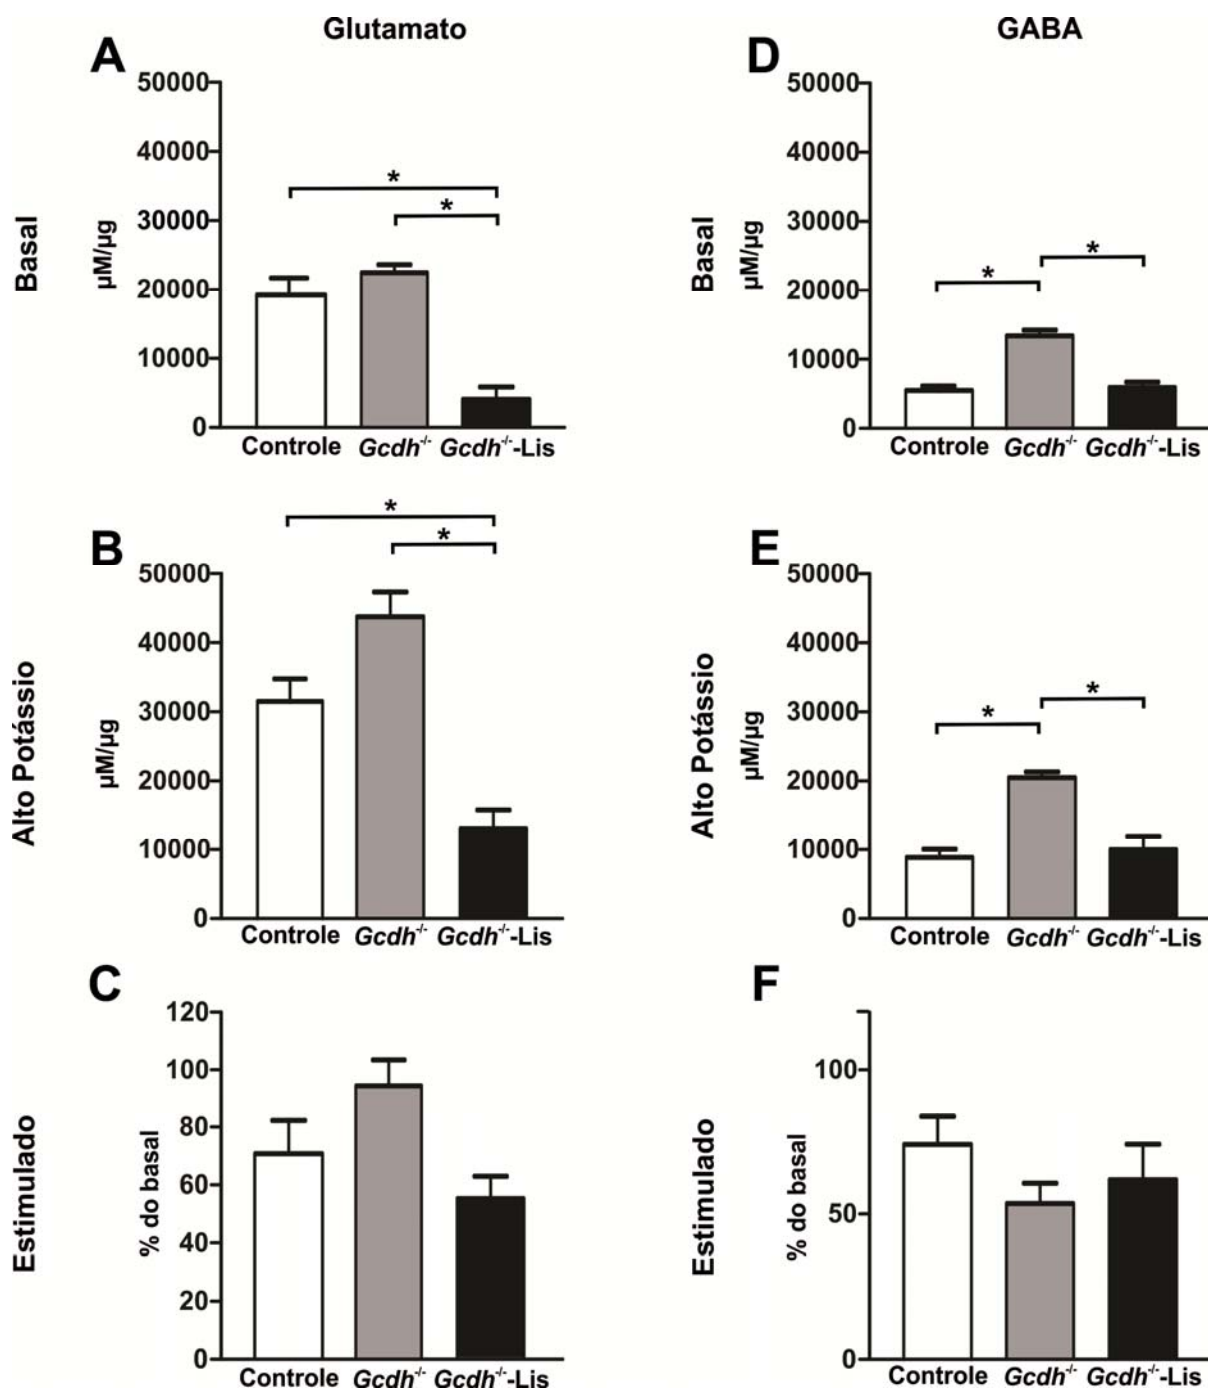 Glutamato
GABA
A
50000
40000
30000
20000
10000
0
Basal
µM/µg
*
*
Controle Gcdh-/- Gcdh-/--Lis
D
50000
40000
30000
20000
10000
0
Basal
µM/µg
*
*
Controle Gcdh-/- Gcdh-/--Lis
B
50000
40000
30000
20000
10000
0
Alto Potássio
µM/µg
*
*
Controle Gcdh-/- Gcdh-/--Lis
E
50000
40000
30000
20000
10000
0
Alto Potássio
µM/µg
*
*
Controle Gcdh-/- Gcdh-/--Lis
C
120
100
80
60
40
20
0
Estimulado
% do basal
Controle Gcdh-/- Gcdh-/--Lis
F
100
50
0
Estimulado
% do basal
Controle Gcdh-/- Gcdh-/--Lis